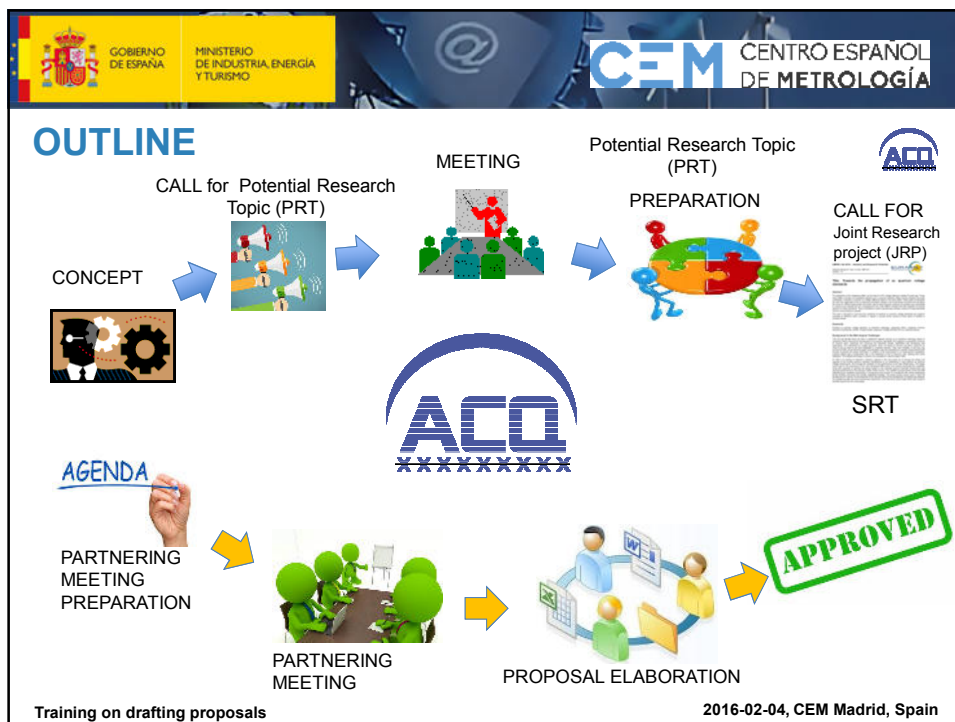 GOBIERNO
DE ESPAÑA
MINISTERIO
DE INDUSTRIA, ENERGÍA
Y TURISMO
@
CEM
CENTRO ESPAÑOL
DE METROLOGÍA
OUTLINE
ACQ
CONCEPT
CALL for Potential Research
Topic (PRT)
MEETING
Potential Research Topic
(PRT)
PREPARATION
CALL FOR
Joint Research
project (JRP)
SRT
ACQ
XXXXXXXXX
AGENDA
PARTNERING
MEETING
PREPARATION
PARTNERING
MEETING
W
X
PROPOSAL ELABORATION
APPROVED
Training on drafting proposals
2016-02-04, CEM Madrid, Spain